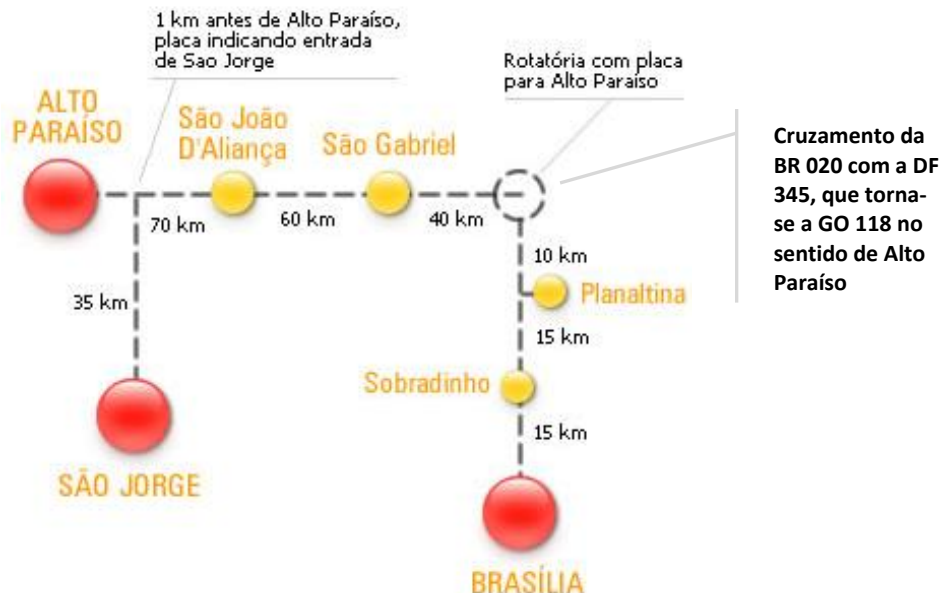 1 km antes de Alto Paraíso,
placa indicando entrada
de Sao Jorge
Rotatória com placa
para Alto Paraíso
ALTO
PARAÍSO
São João
D'Aliança
São Gabriel
Cruzamento da
BR 020 com a DF
345, que torna-
se a GO 118 no
sentido de Alto
Paraíso
70 km
60 km
40 km
10 km
Planaltina
35 km
15 km
Sobradinho
15 km
SÃO JORGE
BRASÍLIA